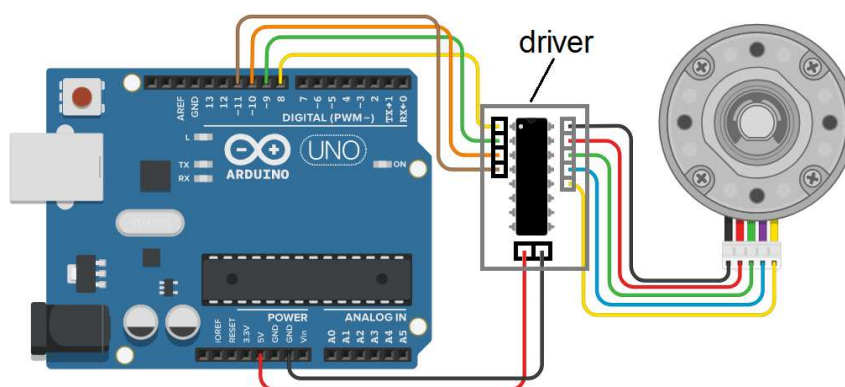 driver
AREF
GND
13
12
~11
~10
~9
8
7
~6
~5
4
~3
2
TX→1
RX←0
DIGITAL (PWM~)
L
TX
RX
UNO
ON
ARDUINO
POWER
ANALOG IN
IOREF
RESET
3.3V
5V
GND
GND
Vin
A0
A1
A2
A3
A4
A5